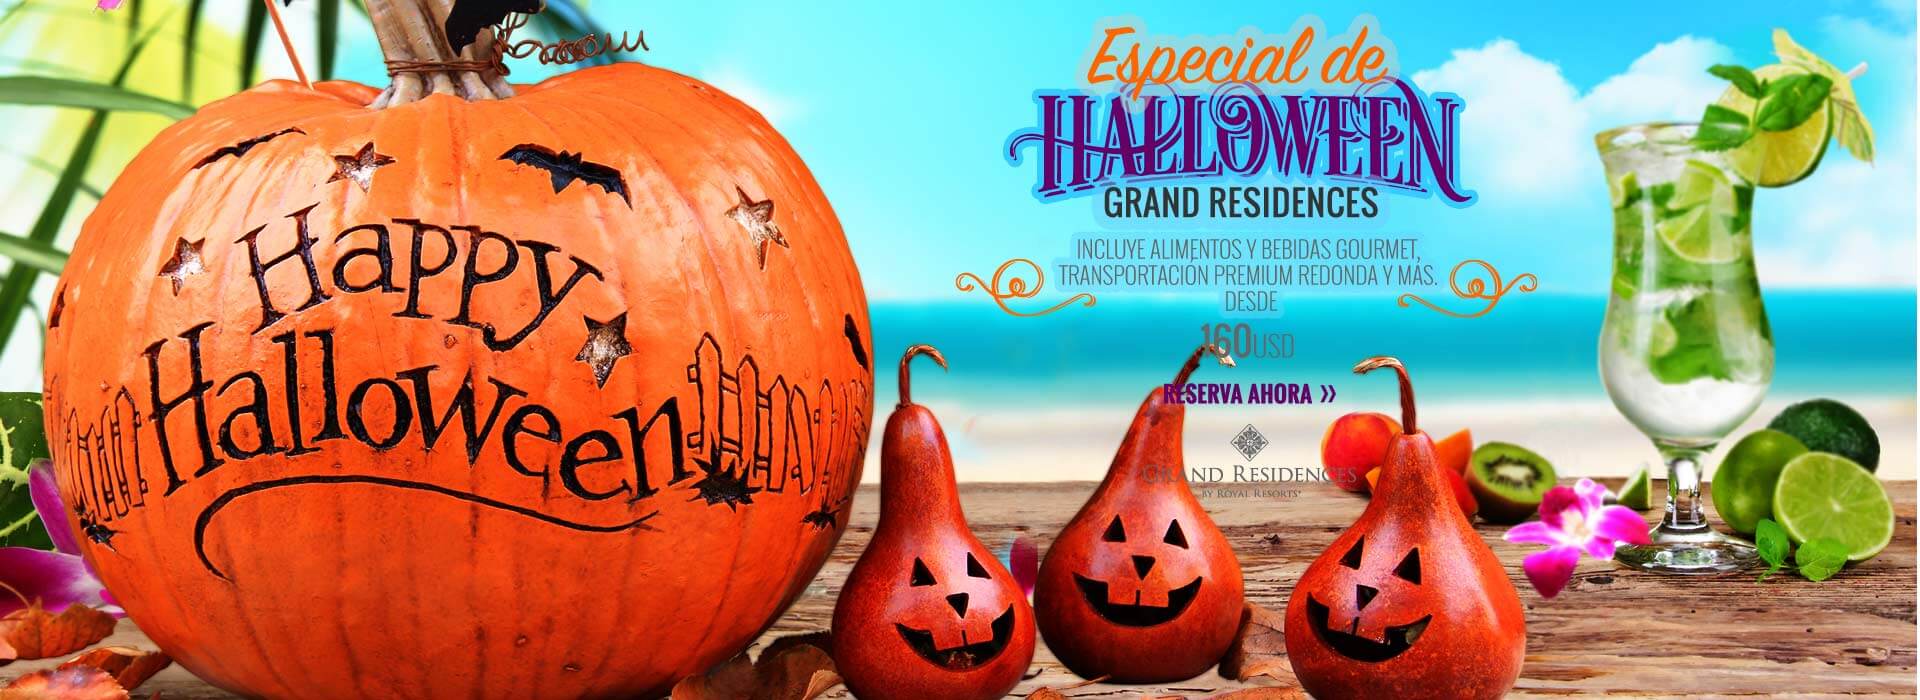 Happy
Halloween
Especial de
HALLOWEEN
GRAND RESIDENCES
INCLUYE ALIMENTOS Y BEBIDAS GOURMET,
TRANSPORTACIÓN PREMIUM REDONDA Y MÁS.
DESDE
160USD
RESERVA AHORA »
GRAND RESIDENCES
BY ROYAL RESORTS